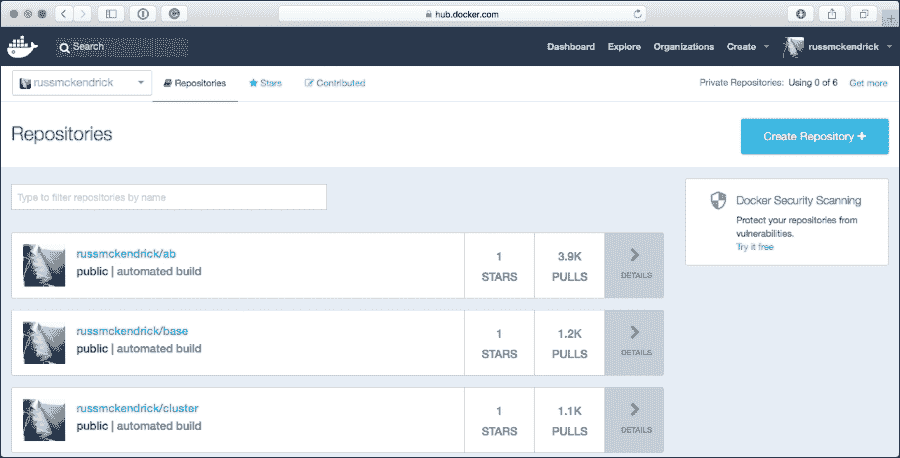 hub.docker.com
Search
Dashboard Explore Organizations Create russmckendrick
russmckendrick Repositories Stars Contributed Private Repositories: Using 0 of 6 Get more
Repositories
Create Repository +
Type to filter repositories by name
Docker Security Scanning
Protect your repositories from
vulnerabilities.
Try it free
russmckendrick/ab
public | automated build
1
STARS
3.9K
PULLS
DETAILS
russmckendrick/base
public | automated build
1
STARS
1.2K
PULLS
DETAILS
russmckendrick/cluster
public | automated build
1
STARS
1.1K
PULLS
DETAILS